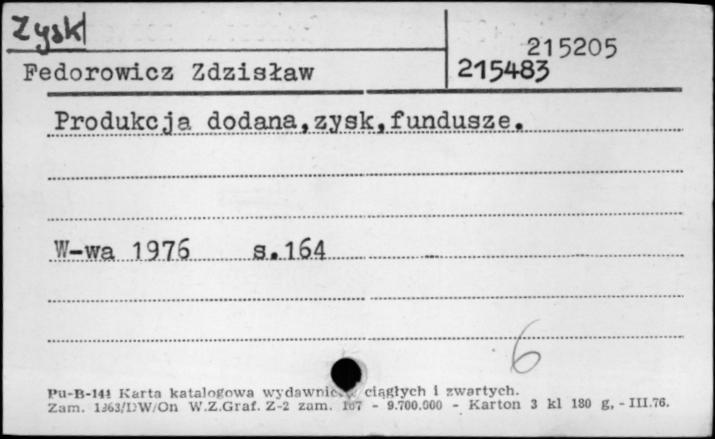 Zysk
215205
Fedorowicz Zdzisław
215483
Produkcja dodana,zysk,fundusze.
W-wa 1976 s.164
6
Pu-B-141 Karta katalogowa ciągłych i zwartych.
Zam. 1363/DW/On W.Z.Graf. Z-2 zam. - 9.700.000 - Karton 3 kl 180 g, - III.76.